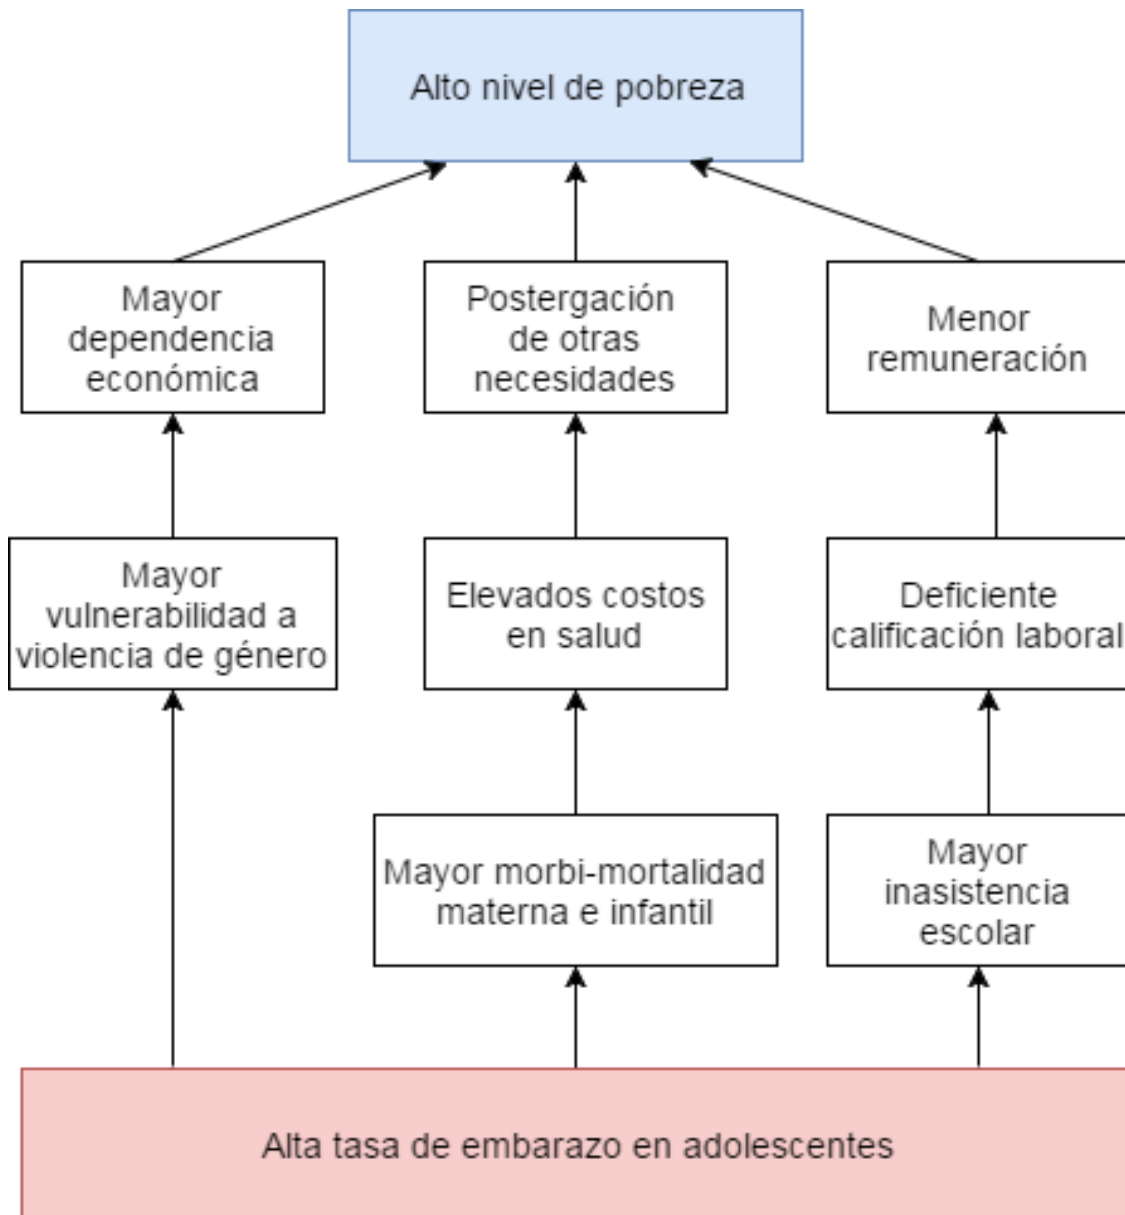 Alto nivel de pobreza
Mayor
dependencia
económica
Postergación
de otras
necesidades
Menor
remuneración
Mayor
vulnerabilidad a
violencia de género
Elevados costos
en salud
Deficiente
calificación laboral
Mayor morbi-mortalidad
materna e infantil
Mayor
inasistencia
escolar
Alta tasa de embarazo en adolescentes